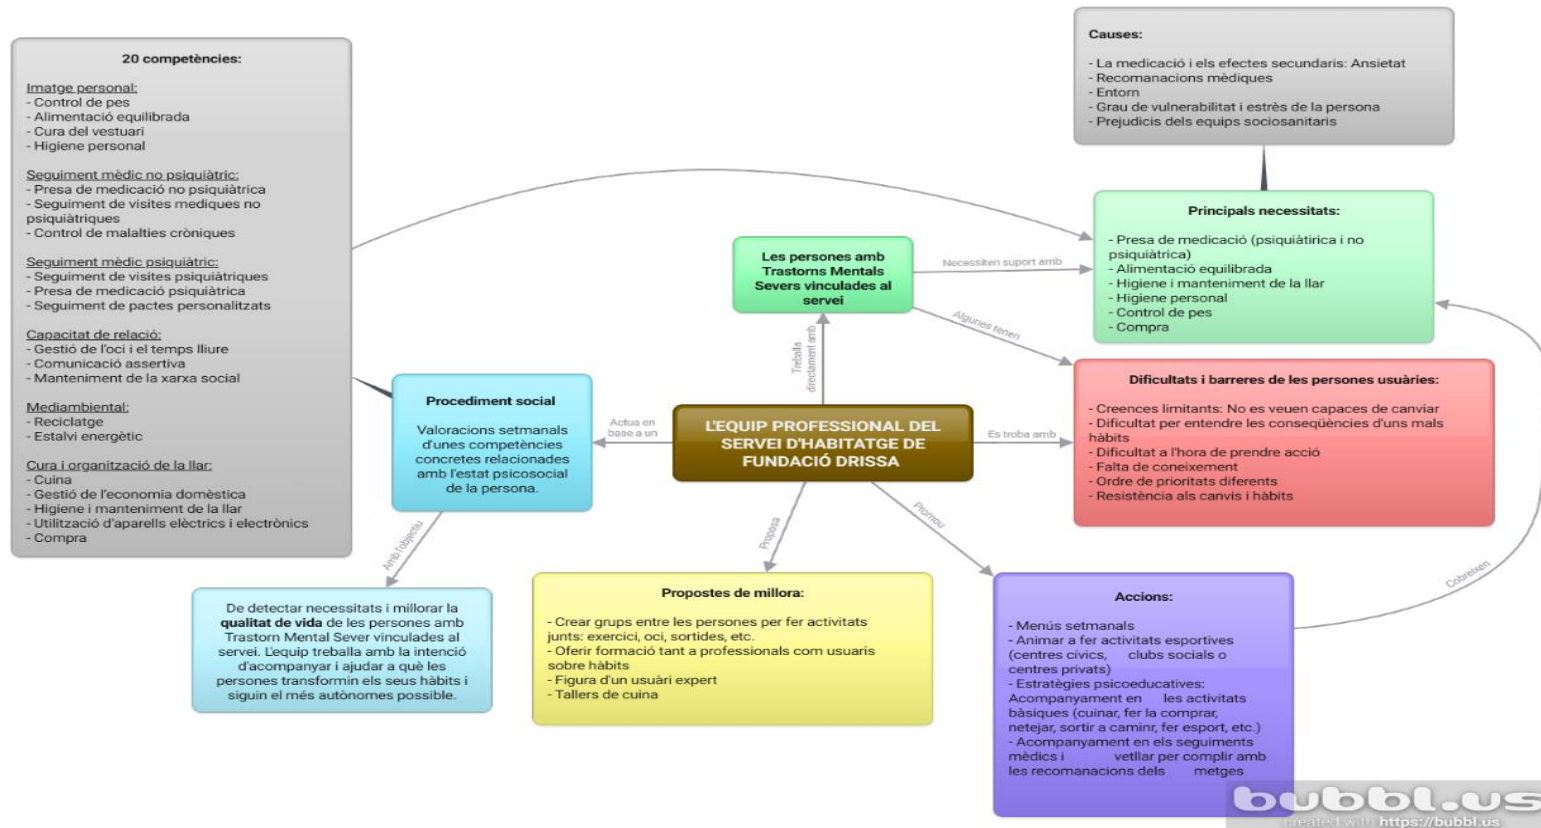 20 competències:
Imatge personal:
- Control de pes
- Alimentació equilibrada
- Cura del vestuari
- Higiene personal
Seguiment mèdic no psiquiàtric:
- Presa de medicació no psiquiàtrica
- Seguiment de visites mediques no
psiquiàtriques
- Control de malalties cròniques
Seguiment mèdic psiquiàtric:
- Seguiment de visites psiquiàtriques
- Presa de medicació psiquiàtrica
- Seguiment de pactes personalitzats
Capacitat de relació:
- Gestió de l'oci i el temps lliure
- Comunicació assertiva
- Manteniment de la xarxa social
Mediambiental:
- Reciclatge
- Estalvi energètic
Cura i organització de la llar:
- Cuina
- Gestió de l'economia domèstica
- Higiene i manteniment de la llar
- Utilització d'aparells elèctrics i electrònics
- Compra
Causes:
- La medicació i els efectes secundaris: Ansietat
- Recomanacions mèdiques
- Entorn
- Grau de vulnerabilitat i estrès de la persona
- Prejudicis dels equips sociosanitaris
Principals necessitats:
- Presa de medicació (psiquiàtirica i no
psiquiàtrica)
- Alimentació equilibrada
- Higiene i manteniment de la llar
- Higiene personal
- Control de pes
- Compra
Les persones amb
Trastorns Mentals
Severs vinculades al
servei
Necessiten suport amb
Algunes tenen
Treballa
directament amb
Dificultats i barreres de les persones usuàries:
- Creences limitants: No es veuen capaces de canviar
- Dificultat per entendre les conseqüències d'uns mals
hàbits
- Dificultat a l'hora de prendre acció
- Falta de coneixement
- Ordre de prioritats diferents
- Resistència als canvis i hàbits
Procediment social
Valoracions setmanals
d'unes competències
concretes relacionades
amb l'estat psicosocial
de la persona.
Actua en
base a un
L'EQUIP PROFESSIONAL DEL
SERVEI D'HABITATGE DE
FUNDACIÓ DRISSA
Es troba amb
Amb l'objectiu
Proposa
Promou
Cobreixen
De detectar necessitats i millorar la
qualitat de vida de les persones amb
Trastorn Mental Sever vinculades al
servei. L'equip treballa amb la intenció
d'acompanyar i ajudar a què les
persones transformin els seus hàbits i
siguin el més autònomes possible.
Propostes de millora:
- Crear grups entre les persones per fer activitats
junts: exercici, oci, sortides, etc.
- Oferir formació tant a professionals com usuaris
sobre hàbits
- Figura d'un usuàri expert
- Tallers de cuina
Accions:
- Menús setmanals
- Animar a fer activitats esportives
(centres cívics, clubs socials o
centres privats)
- Estratègies psicoeducatives:
Acompanyament en les activitats
bàsiques (cuinar, fer la comprar,
netejar, sortir a caminr, fer esport, etc.)
- Acompanyament en els seguiments
mèdics i vetllar per complir amb
les recomanacions dels metges
bubbl.us
created with https://bubbl.us